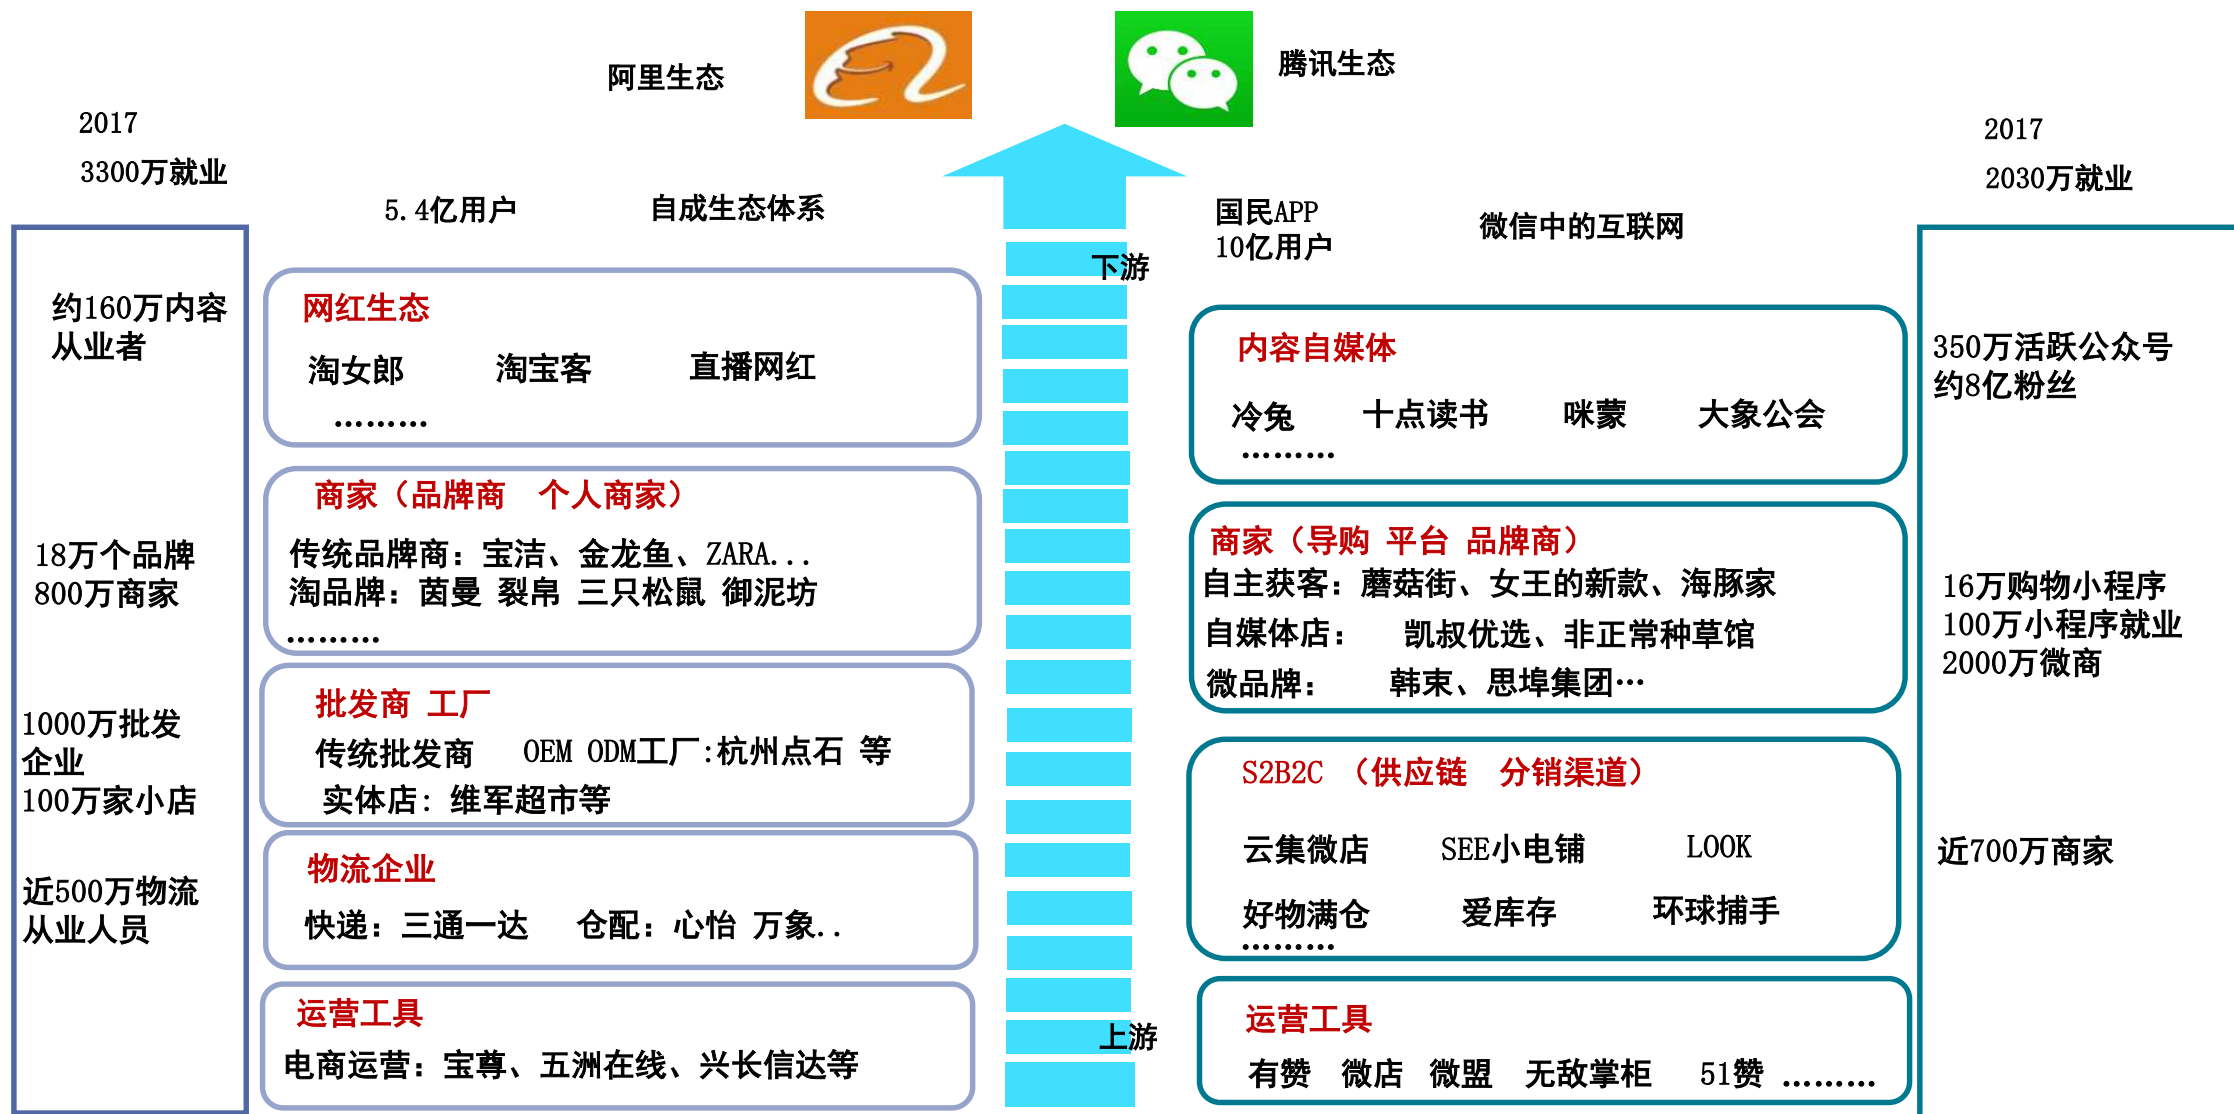 阿里生态
腾讯生态
2017
3300万就业
5.4亿用户
自成生态体系
国民APP
10亿用户
微信中的互联网
2017
2030万就业
下游
上游
约160万内容
从业者
18万个品牌
800万商家
1000万批发
企业
100万家小店
近500万物流
从业人员
网红生态
淘女郎 淘宝客 直播网红
………
商家（品牌商 个人商家）
传统品牌商：宝洁、金龙鱼、ZARA...
淘品牌：茵曼 裂帛 三只松鼠 御泥坊
………
批发商 工厂
传统批发商 OEM ODM工厂:杭州点石 等
实体店：维军超市等
物流企业
快递：三通一达 仓配：心怡 万象..
运营工具
电商运营：宝尊、五洲在线、兴长信达等
内容自媒体
冷兔 十点读书 咪蒙 大象公会
………
商家（导购 平台 品牌商）
自主获客：蘑菇街、女王的新款、海豚家
自媒体店： 凯叔优选、非正常种草馆
微品牌： 韩束、思埠集团…
S2B2C （供应链 分销渠道）
云集微店 SEE小电铺 LOOK
好物满仓 爱库存 环球捕手
………
运营工具
有赞 微店 微盟 无敌掌柜 51赞 ………
350万活跃公众号
约8亿粉丝
16万购物小程序
100万小程序就业
2000万微商
近700万商家